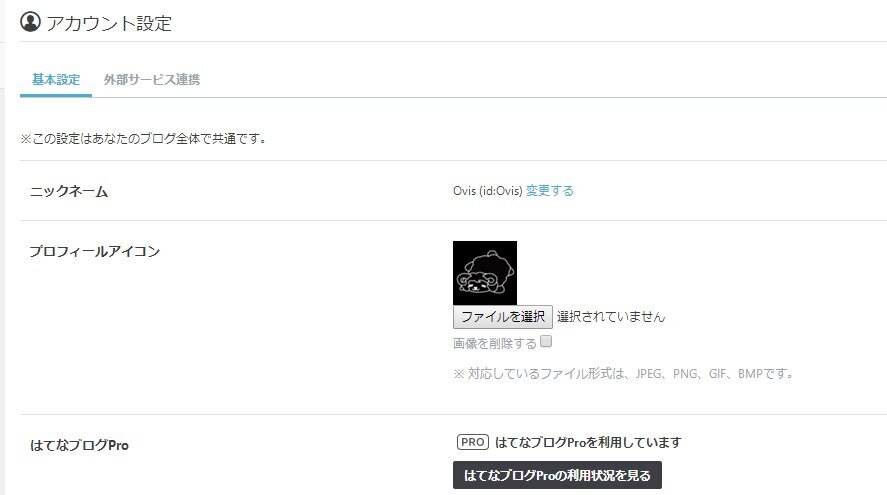 アカウント設定
基本設定 外部サービス連携
※この設定はあなたのブログ全体で共通です。
ニックネーム Ovis (id:Ovis) 変更する
プロフィールアイコン
ファイルを選択 選択されていません
画像を削除する
※ 対応しているファイル形式は、JPEG、PNG、GIF、BMPです。
はてなブログPro PRO はてなブログProを利用しています
はてなブログProの利用状況を見る